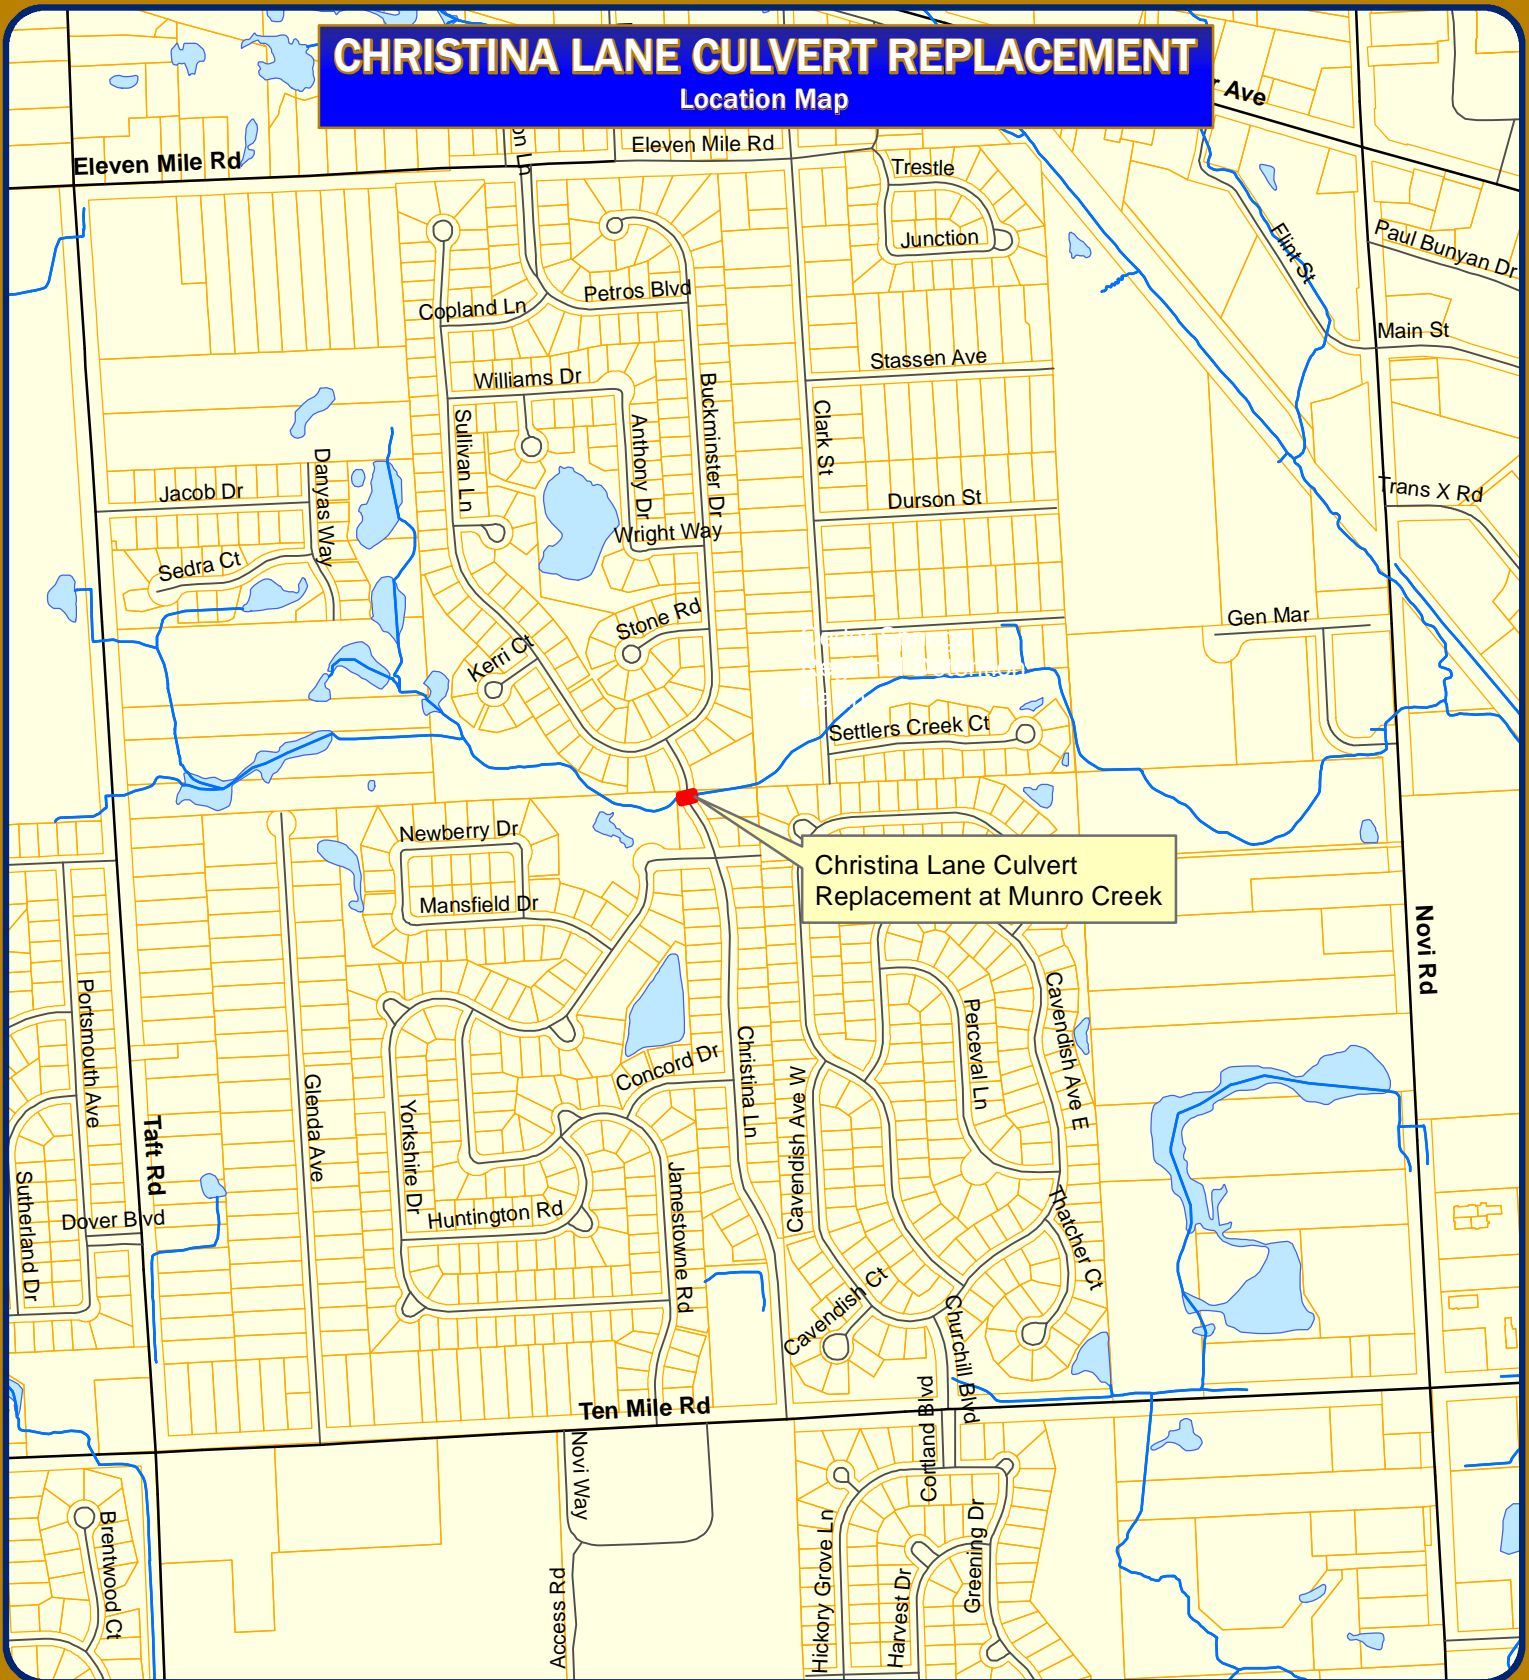 CHRISTINA LANE CULVERT REPLACEMENT
Location Map
Ave
Eleven Mile Rd
Eleven Mile Rd
Trestle
Junction
Flint St
Paul Bunyan Dr
Main St
Copland Ln
Petros Blvd
Williams Dr
Stassen Ave
Sullivan Ln
Anthony Dr
Buckminster Dr
Clark St
Danyas Way
Jacob Dr
Durson St
Trans X Rd
Wright Way
Sedra Ct
Stone Rd
Gen Mar
Kerri Ct
Settlers Creek Ct
Newberry Dr
Christina Lane Culvert
Replacement at Munro Creek
Mansfield Dr
Novi Rd
Portsmouth Ave
Perceval Ln
Cavendish Ave E
Concord Dr
Christina Ln
Glenda Ave
Cavendish Ave W
Yorkshire Dr
Taft Rd
Jamestowne Rd
Sutherland Dr
Dover Blvd
Huntington Rd
Thatcher Ct
Cavendish Ct
Churchill Blvd
Ten Mile Rd
Cortland Blvd
Novi Way
Brentwood Ct
Access Rd
Hickory Grove Ln
Harvest Dr
Greening Dr